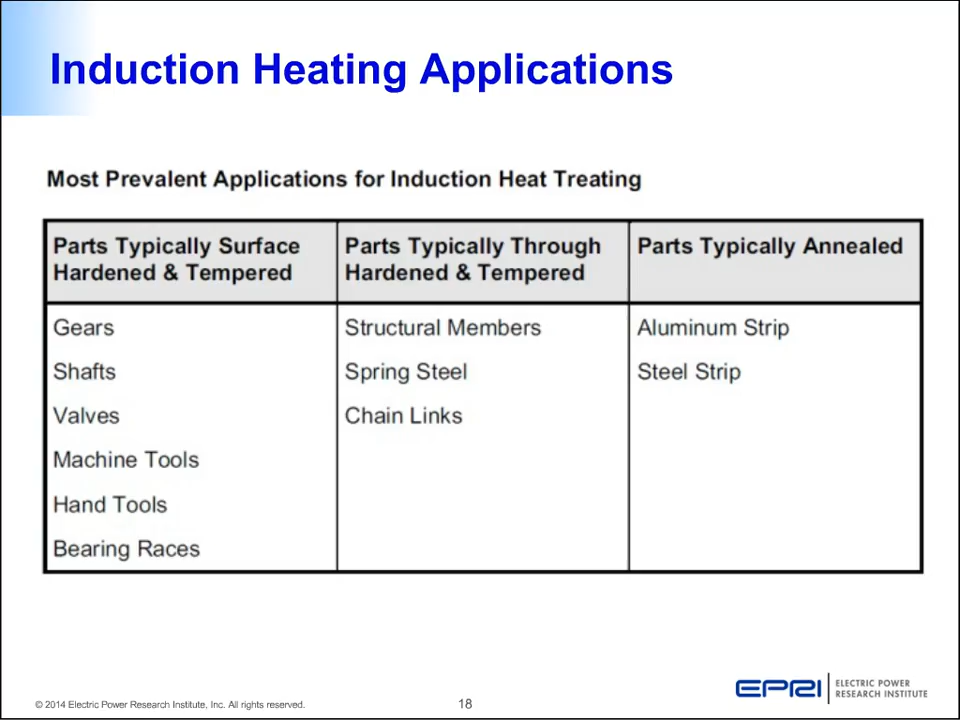 Induction Heating Applications
Most Prevalent Applications for Induction Heat Treating
Parts Typically Surface
Hardened & Tempered
Parts Typically Through
Hardened & Tempered
Parts Typically Annealed
Gears
Structural Members
Aluminum Strip
Shafts
Spring Steel
Steel Strip
Valves
Chain Links
Machine Tools
Hand Tools
Bearing Races
© 2014 Electric Power Research Institute, Inc. All rights reserved.
18
EPRI
ELECTRIC POWER
RESEARCH INSTITUTE